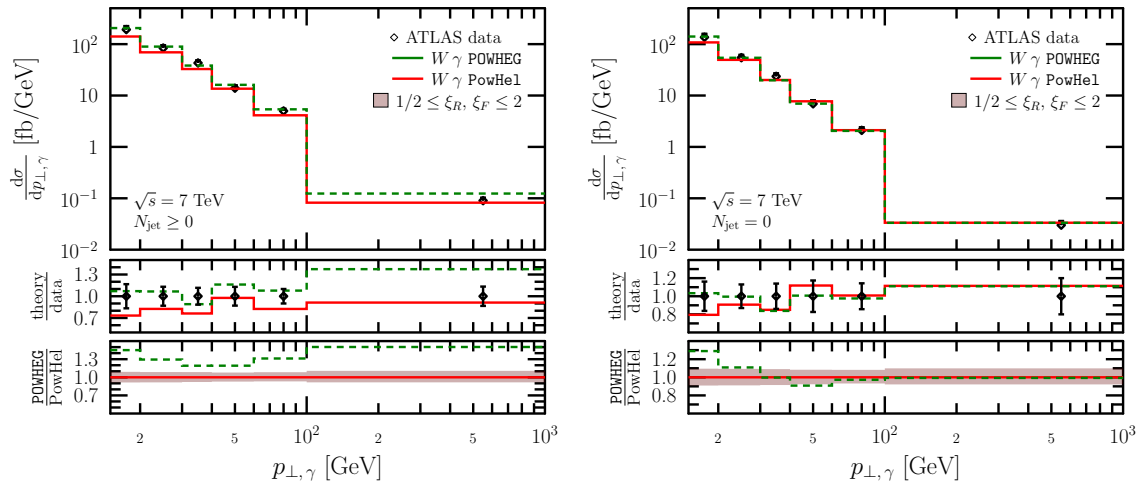 10²
10
1
10⁻¹
10⁻²
dσ/dp⊥,γ [fb/GeV]
ATLAS data
W γ POWHEG
W γ PowHel
1/2 ≤ ξR, ξF ≤ 2
√s = 7 TeV
Njet ≥ 0
theory/data
1.3
1.0
0.7
POWHEG/PowHel
1.3
1.0
0.7
2 5 10² 2 5 10³
p⊥,γ [GeV]
10²
10
1
10⁻¹
10⁻²
dσ/dp⊥,γ [fb/GeV]
ATLAS data
W γ POWHEG
W γ PowHel
1/2 ≤ ξR, ξF ≤ 2
√s = 7 TeV
Njet = 0
theory/data
1.2
1.0
0.8
POWHEG/PowHel
1.2
1.0
0.8
2 5 10² 2 5 10³
p⊥,γ [GeV]